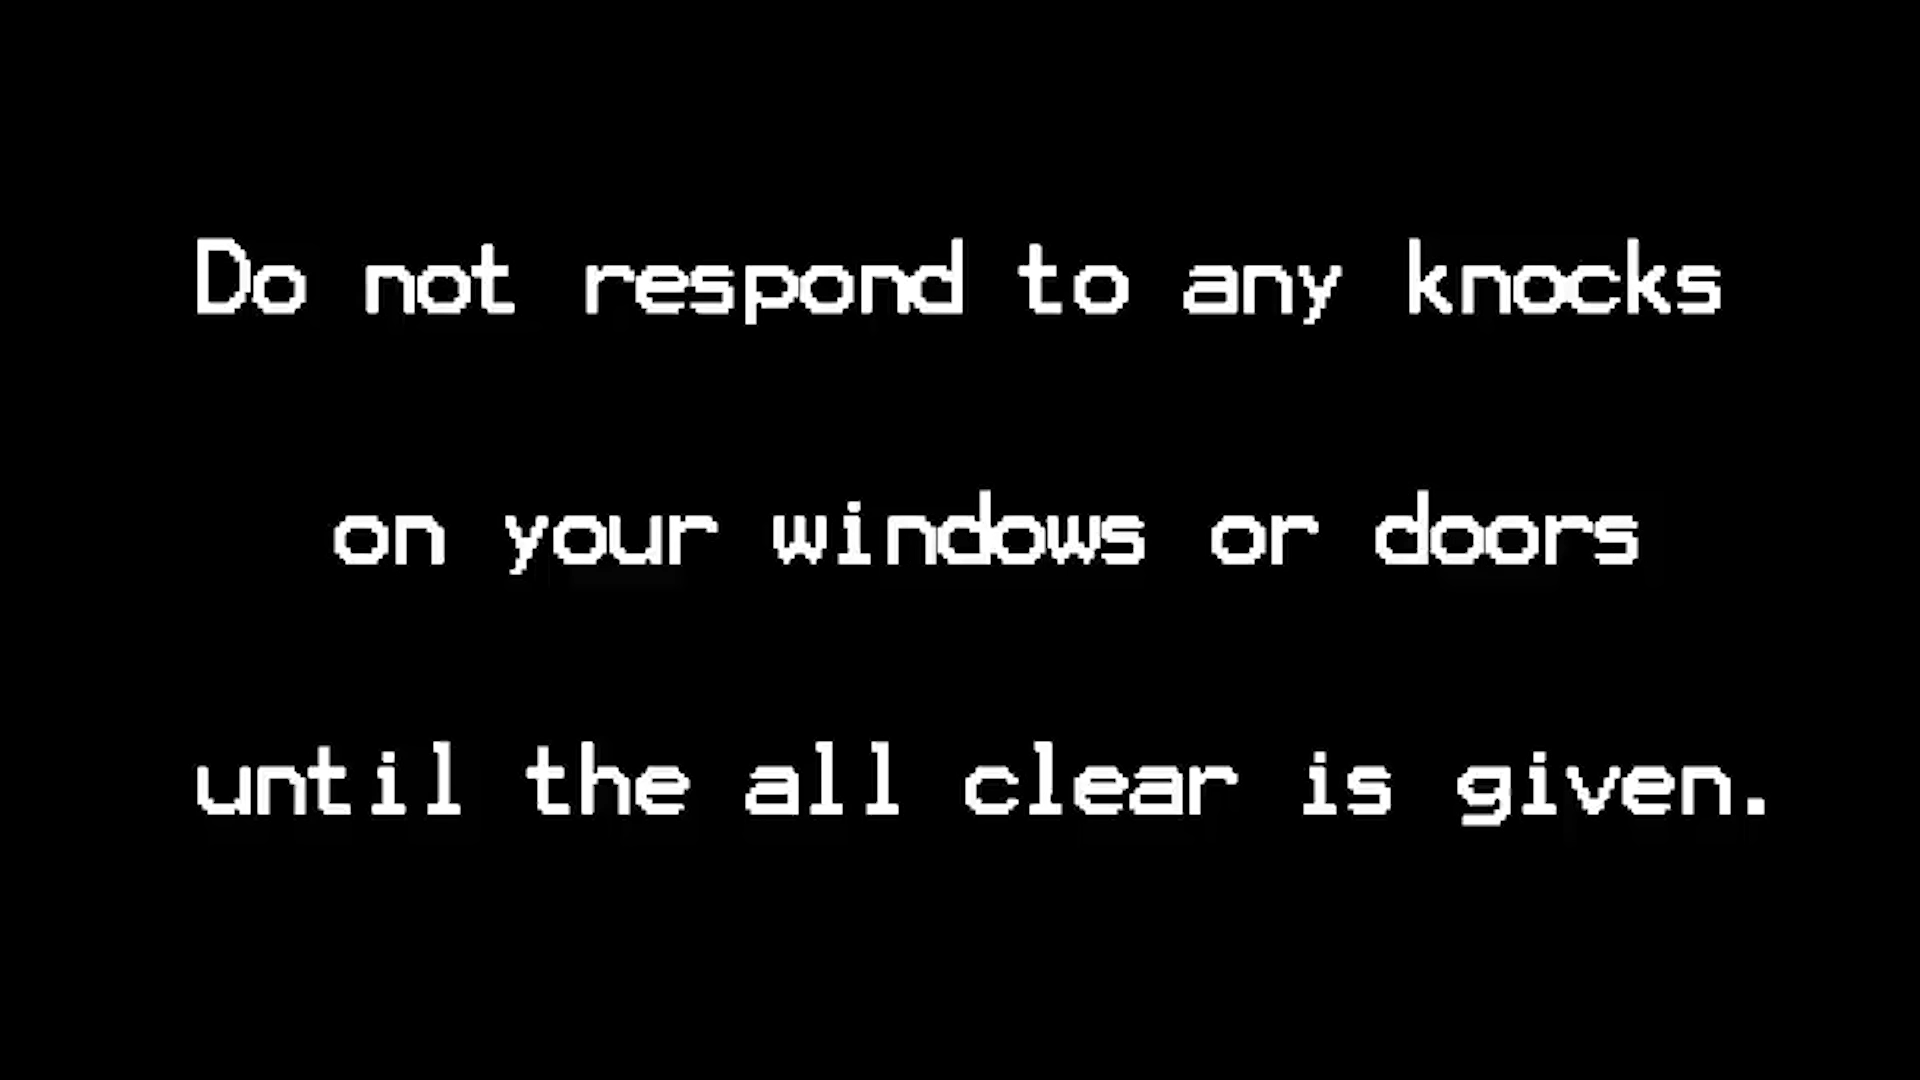 Do not respond to any knocks
on your windows or doors
until the all clear is given.